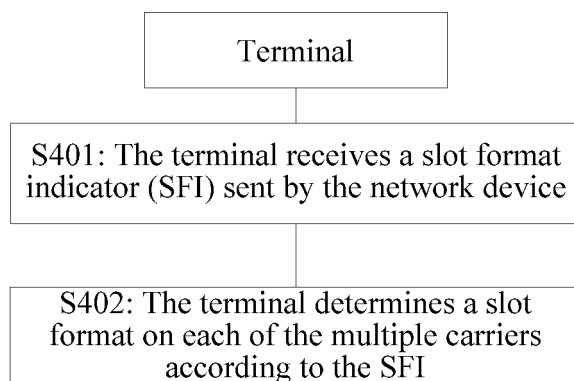 Terminal
S401: The terminal receives a slot format
indicator (SFI) sent by the network device
S402: The terminal determines a slot
format on each of the multiple carriers
according to the SFI